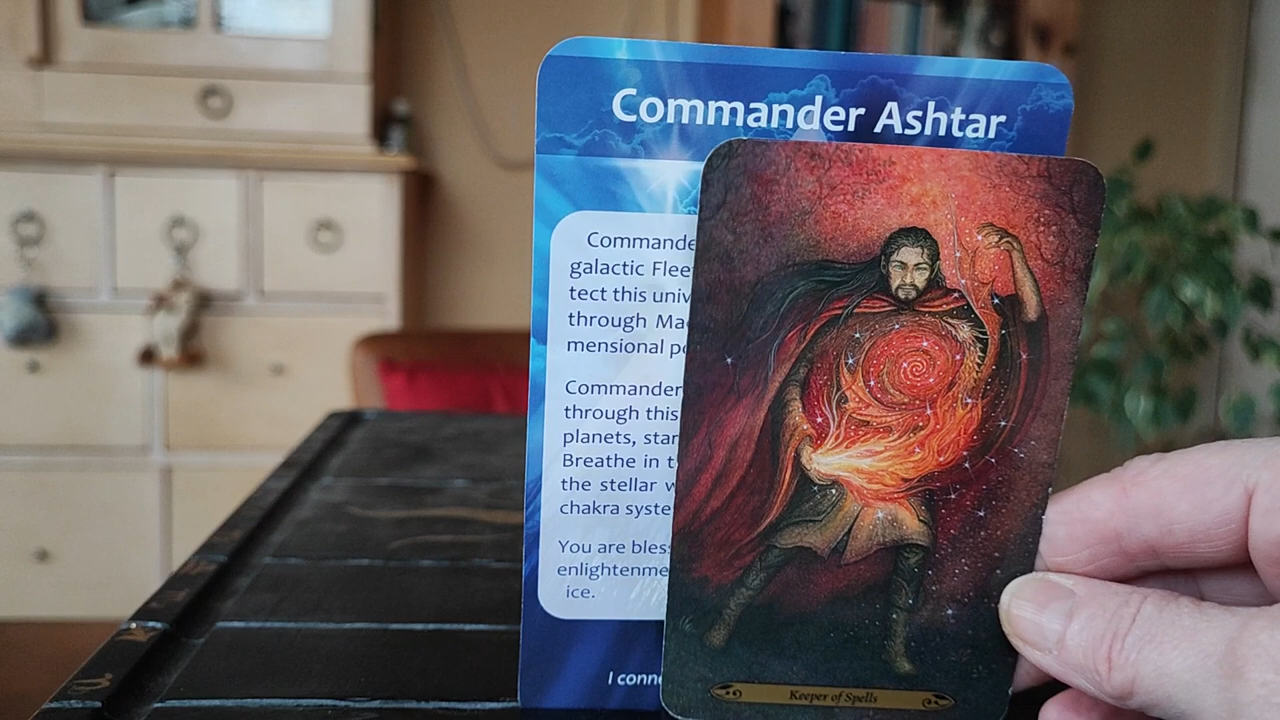 Commander Ashtar
Commande
galactic Flee
tect this univ
through Ma
mensional p
Commander
through this
planets, star
Breathe in t
the stellar w
chakra syste
You are bles
enlightenme
ice.
I conne
Keeper of Spells